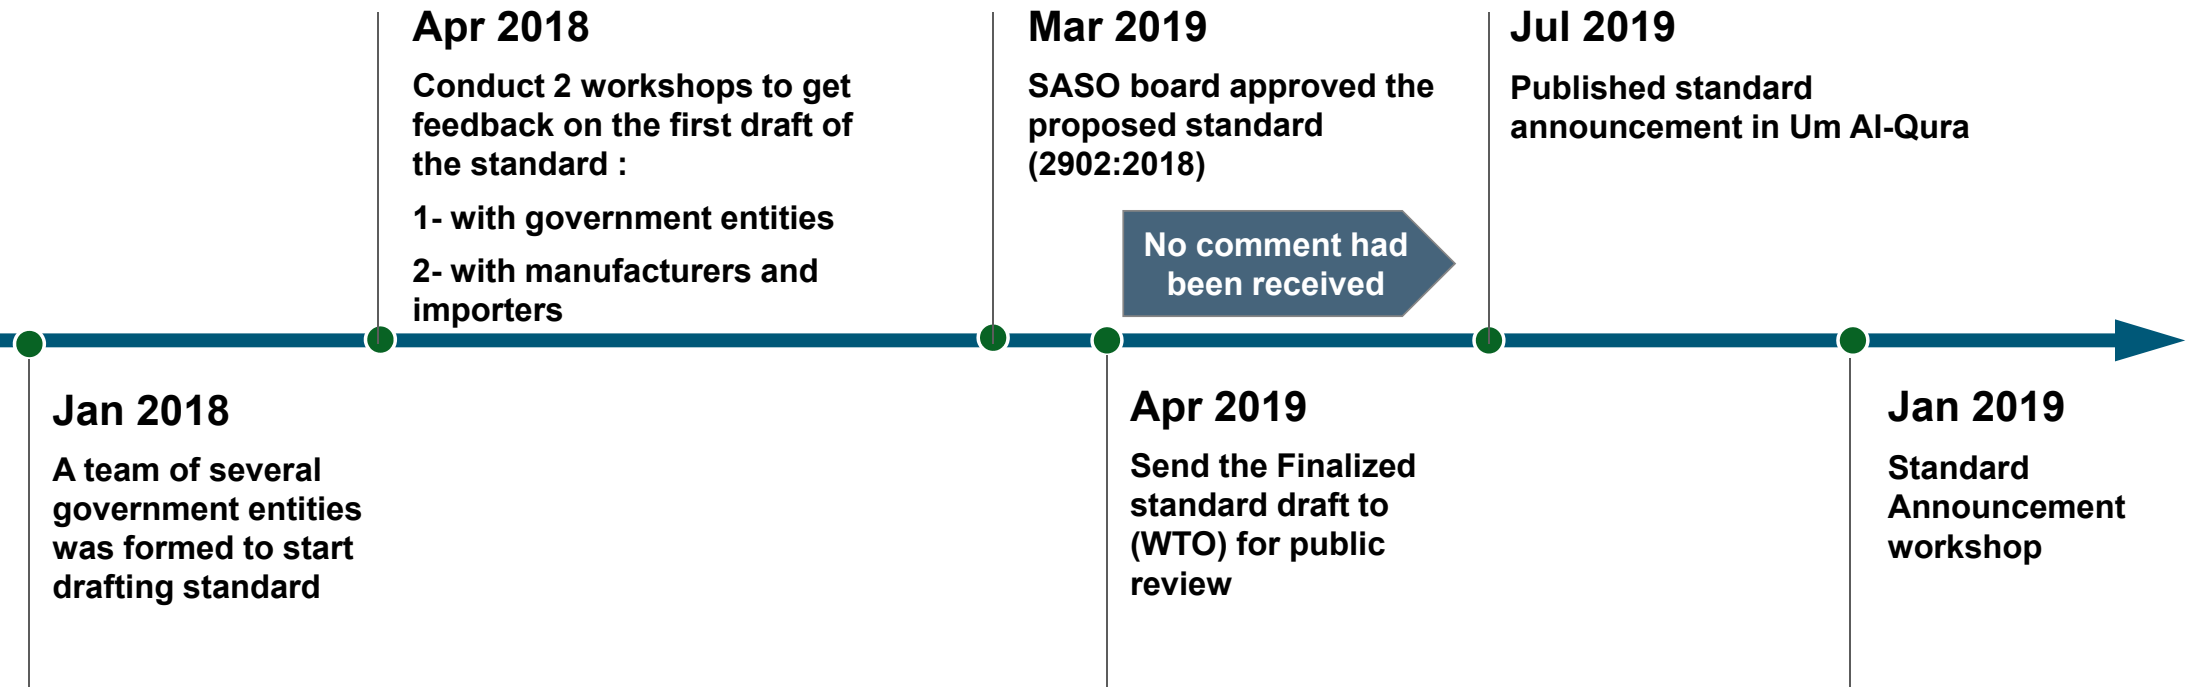 Apr 2018
Conduct 2 workshops to get
feedback on the first draft of
the standard :
1- with government entities
2- with manufacturers and
importers
Mar 2019
SASO board approved the
proposed standard
(2902:2018)
No comment had
been received
Jul 2019
Published standard
announcement in Um Al-Qura
Jan 2018
A team of several
government entities
was formed to start
drafting standard
Apr 2019
Send the Finalized
standard draft to
(WTO) for public
review
Jan 2019
Standard
Announcement
workshop